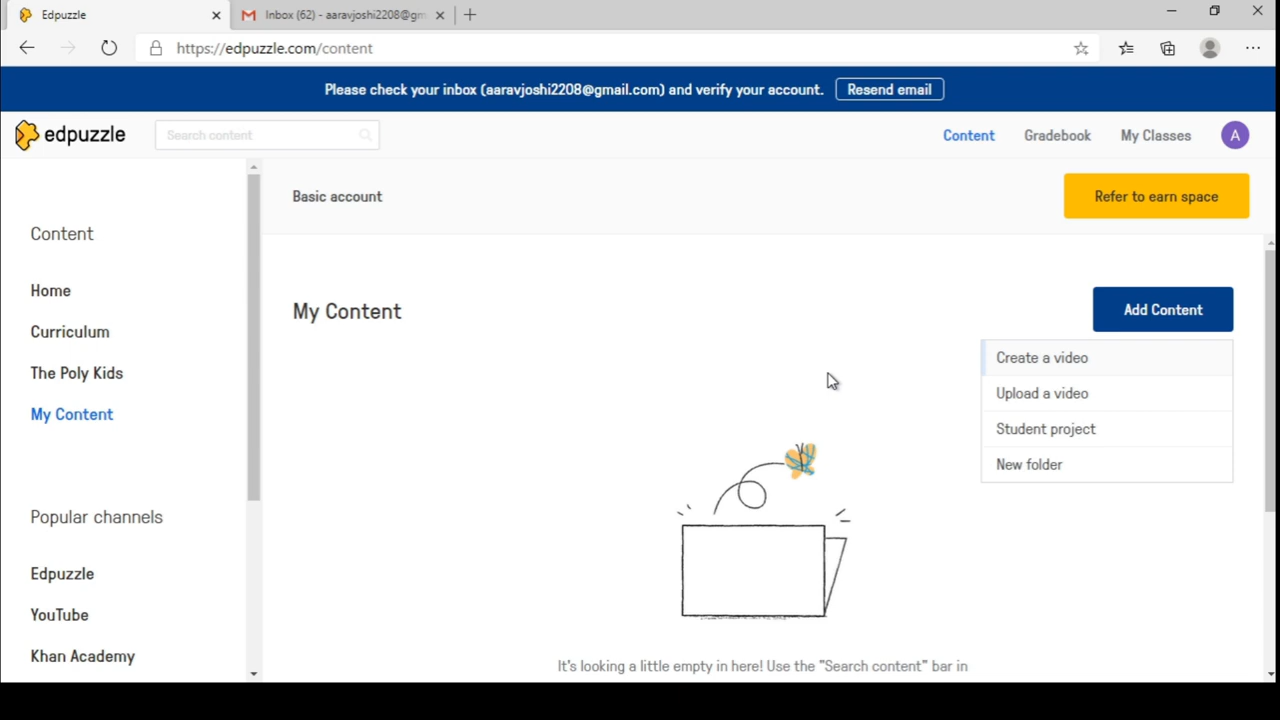 Edpuzzle
Inbox (62) - aaravjoshi2208@gm
https://edpuzzle.com/content
Please check your inbox (aaravjoshi2208@gmail.com) and verify your account. Resend email
edpuzzle
Search content
Content Gradebook My Classes A
Basic account
Refer to earn space
Content
Home
Curriculum
The Poly Kids
My Content
Popular channels
Edpuzzle
YouTube
Khan Academy
My Content
Add Content
Create a video
Upload a video
Student project
New folder
It's looking a little empty in here! Use the "Search content" bar in